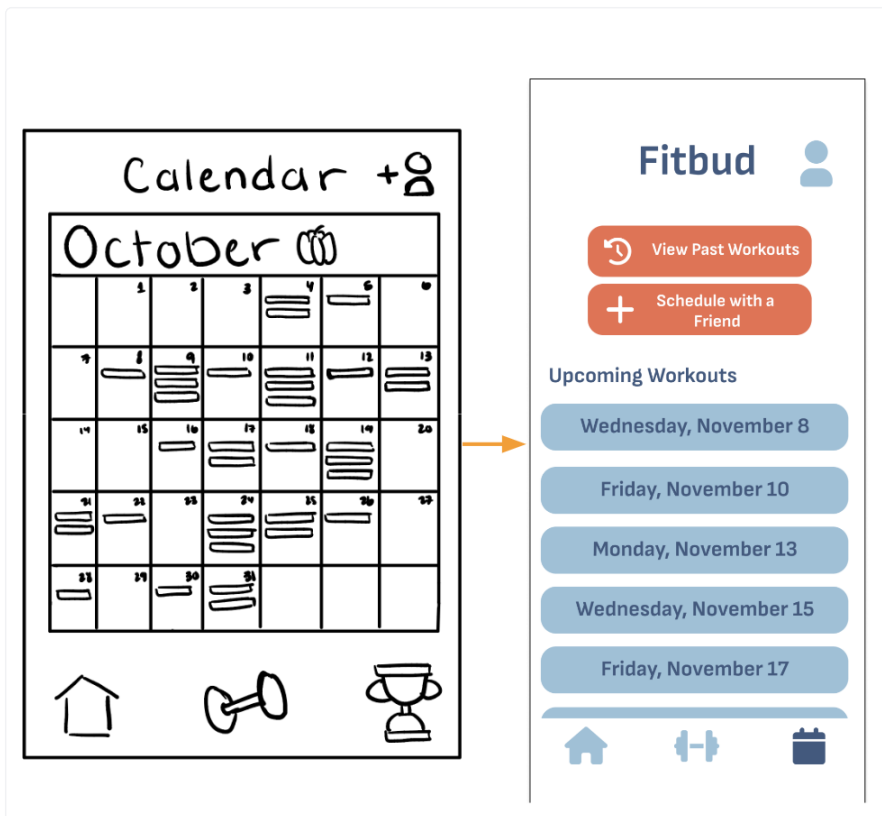 Calendar +
October
1 2 3 4 5 6
7 8 9 10 11 12 13
14 15 16 17 18 19 20
21 22 23 24 25 26 27
28 29 30 31
Fitbud
View Past Workouts
Schedule with a
Friend
Upcoming Workouts
Wednesday, November 8
Friday, November 10
Monday, November 13
Wednesday, November 15
Friday, November 17